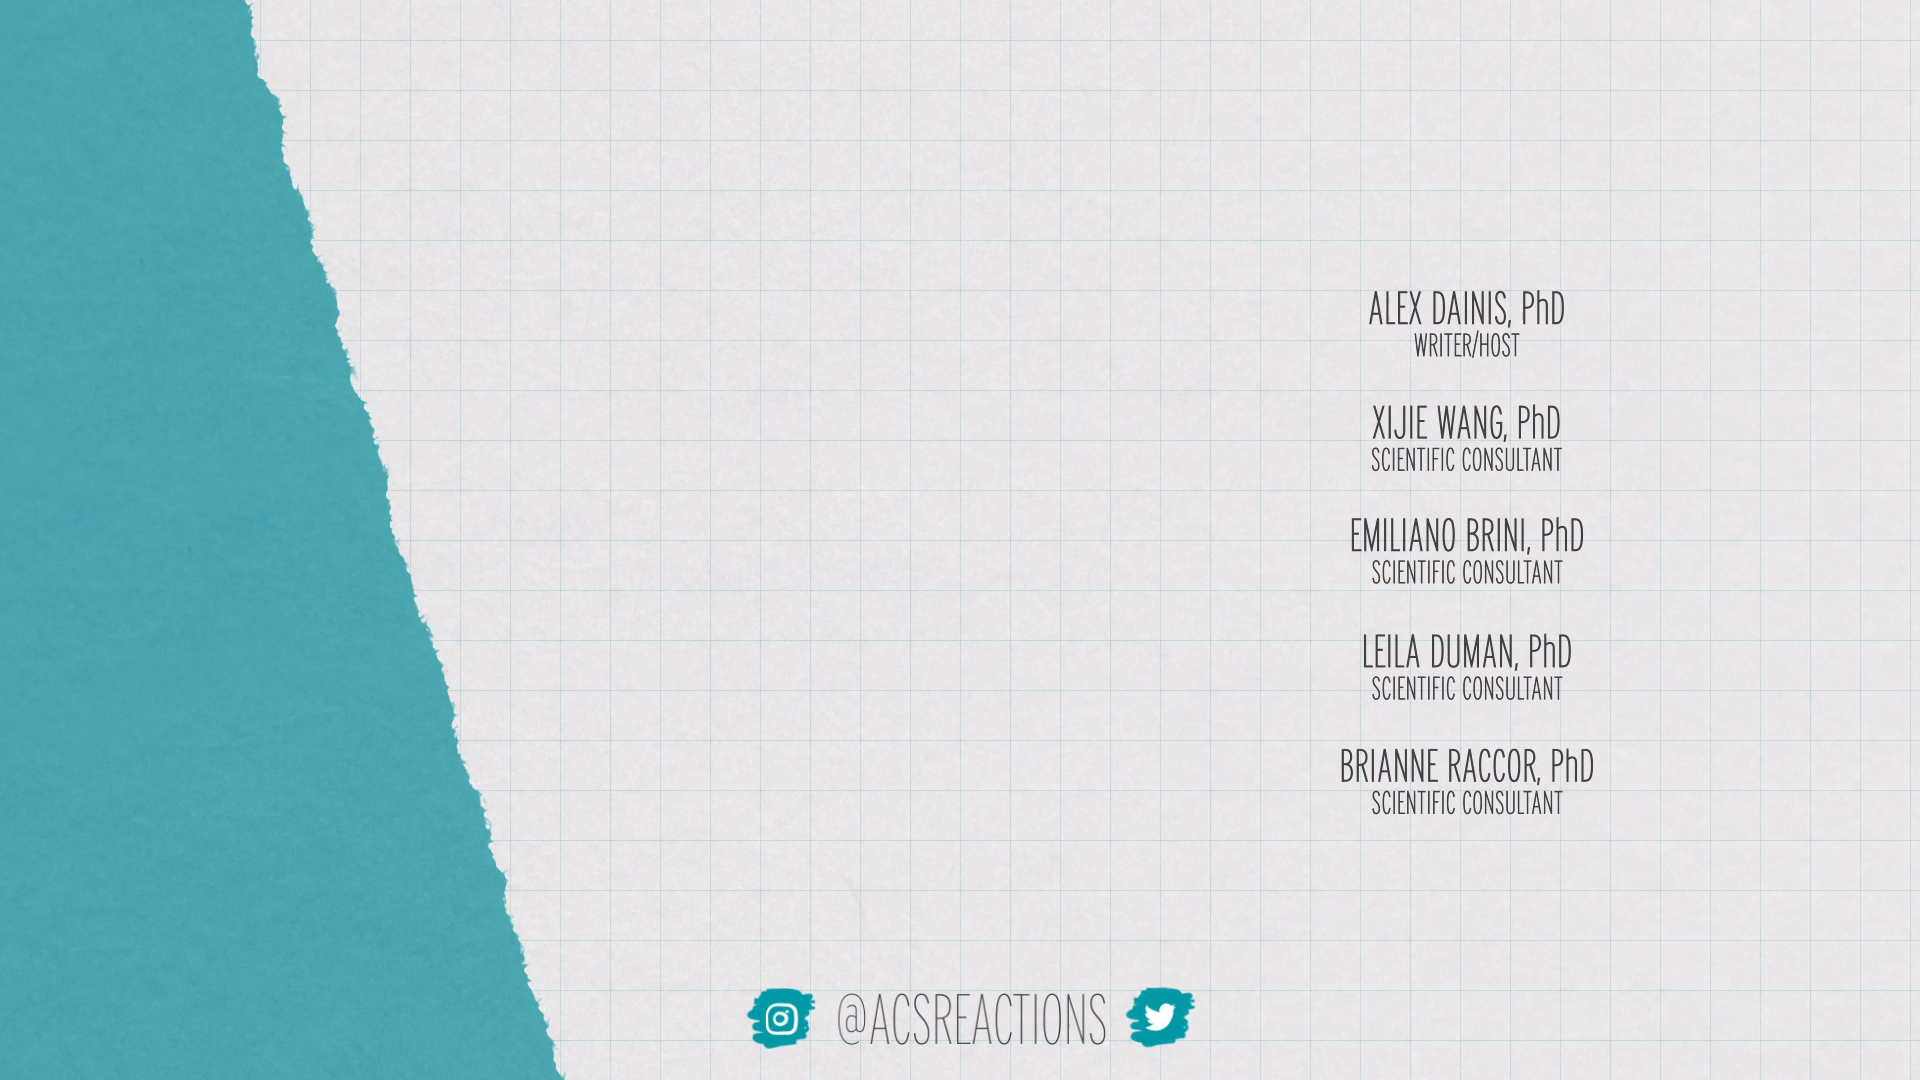 ALEX DAINIS, PhD
WRITER/HOST
XIJIE WANG, PhD
SCIENTIFIC CONSULTANT
EMILIANO BRINI, PhD
SCIENTIFIC CONSULTANT
LEILA DUMAN, PhD
SCIENTIFIC CONSULTANT
BRIANNE RACCOR, PhD
SCIENTIFIC CONSULTANT
@ACSREACTIONS